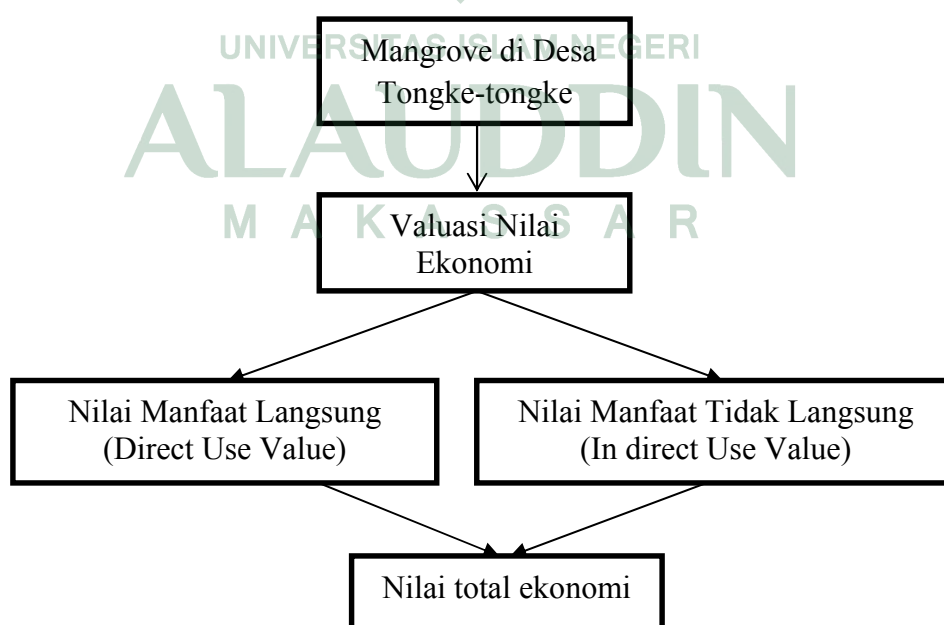 UNIVERSITAS ISLAM NEGERI
Mangrove di Desa
Tongke-tongke
ALAUDDIN
MAKASSAR
Valuasi Nilai
Ekonomi
Nilai Manfaat Langsung
(Direct Use Value)
Nilai Manfaat Tidak Langsung
(In direct Use Value)
Nilai total ekonomi